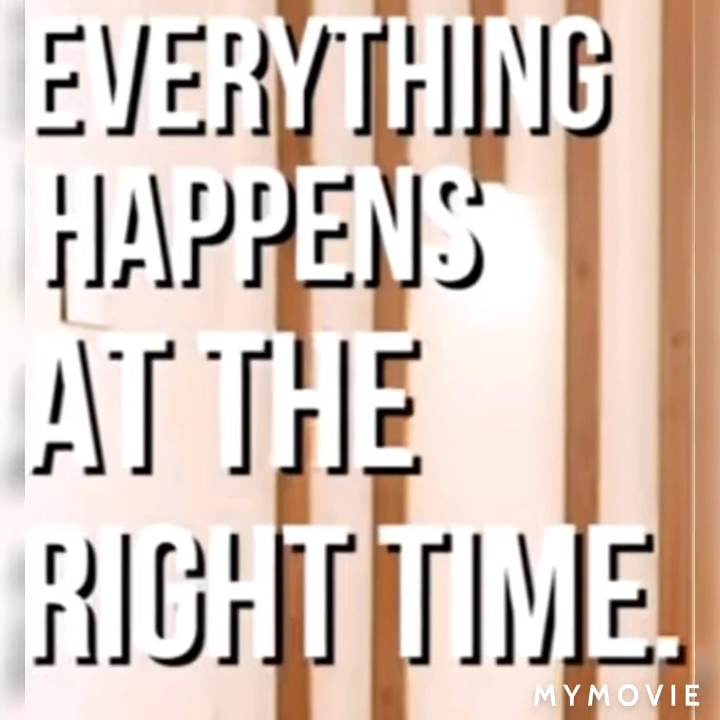 EVERYTHING
HAPPENS
AT THE
RIGHT TIME.
MYMOVIE